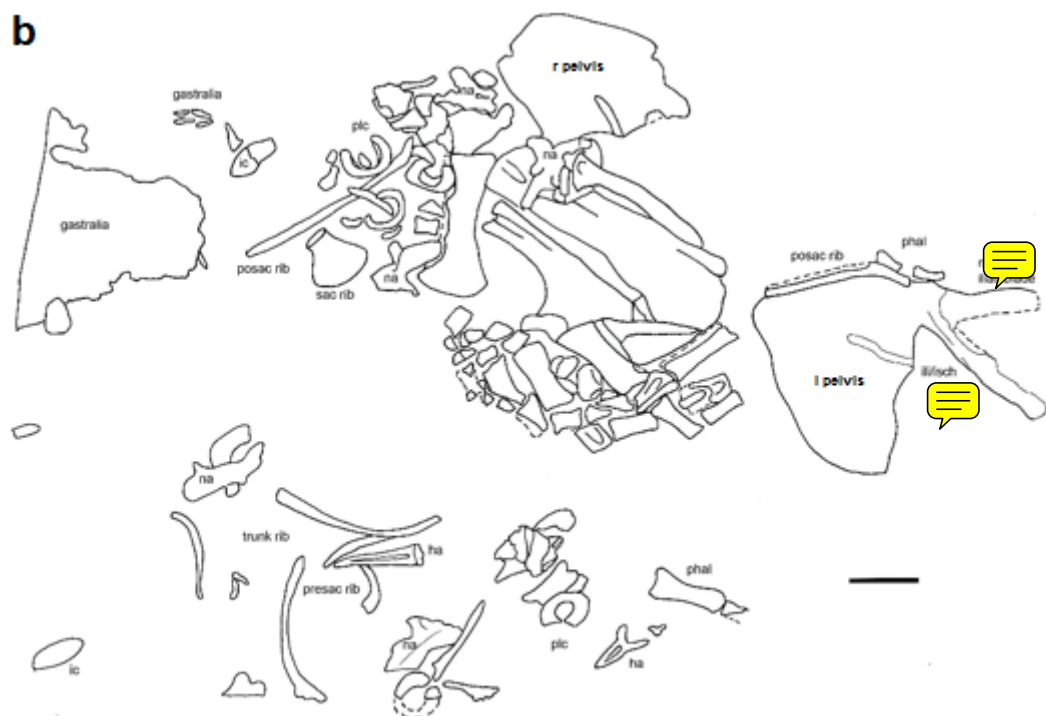 b
r pelvis
gastralia
na
plc
ic
na
gastralia
posac rib
phal
posac rib
na
sac rib
ili/isch
l pelvis
na
trunk rib
ha
presac rib
phal
na
plc
ha
ic